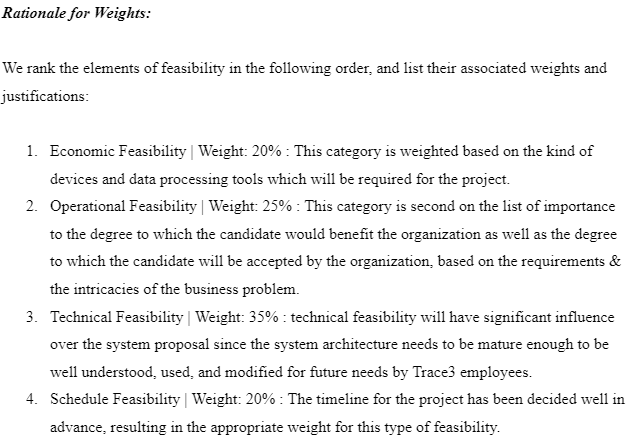 Rationale for Weights:
We rank the elements of feasibility in the following order, and list their associated weights and
justifications:
1. Economic Feasibility | Weight: 20% : This category is weighted based on the kind of
devices and data processing tools which will be required for the project.
2. Operational Feasibility | Weight: 25% : This category is second on the list of importance
to the degree to which the candidate would benefit the organization as well as the degree
to which the candidate will be accepted by the organization, based on the requirements &
the intricacies of the business problem.
3. Technical Feasibility | Weight: 35% : technical feasibility will have significant influence
over the system proposal since the system architecture needs to be mature enough to be
well understood, used, and modified for future needs by Trace3 employees.
4. Schedule Feasibility | Weight: 20% : The timeline for the project has been decided well in
advance, resulting in the appropriate weight for this type of feasibility.